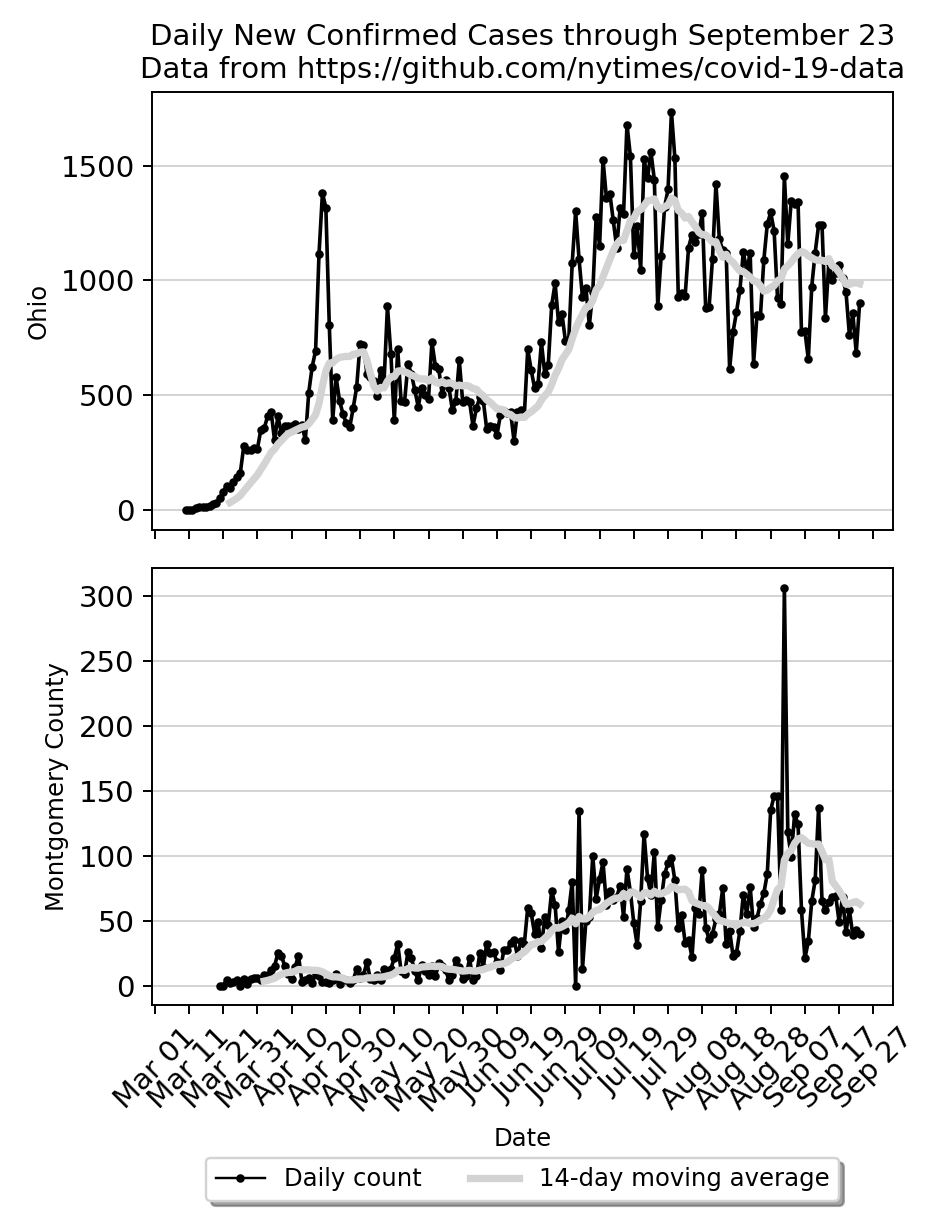 Daily New Confirmed Cases through September 23
Data from https://github.com/nytimes/covid-19-data
1500
1000
500
0
Ohio
300
250
200
150
100
50
0
Montgomery County
Mar 01
Mar 11
Mar 21
Mar 31
Apr 10
Apr 20
Apr 30
May 10
May 20
May 30
Jun 09
Jun 19
Jun 29
Jul 09
Jul 19
Jul 29
Aug 08
Aug 18
Aug 28
Sep 07
Sep 17
Sep 27
Date
Daily count
14-day moving average